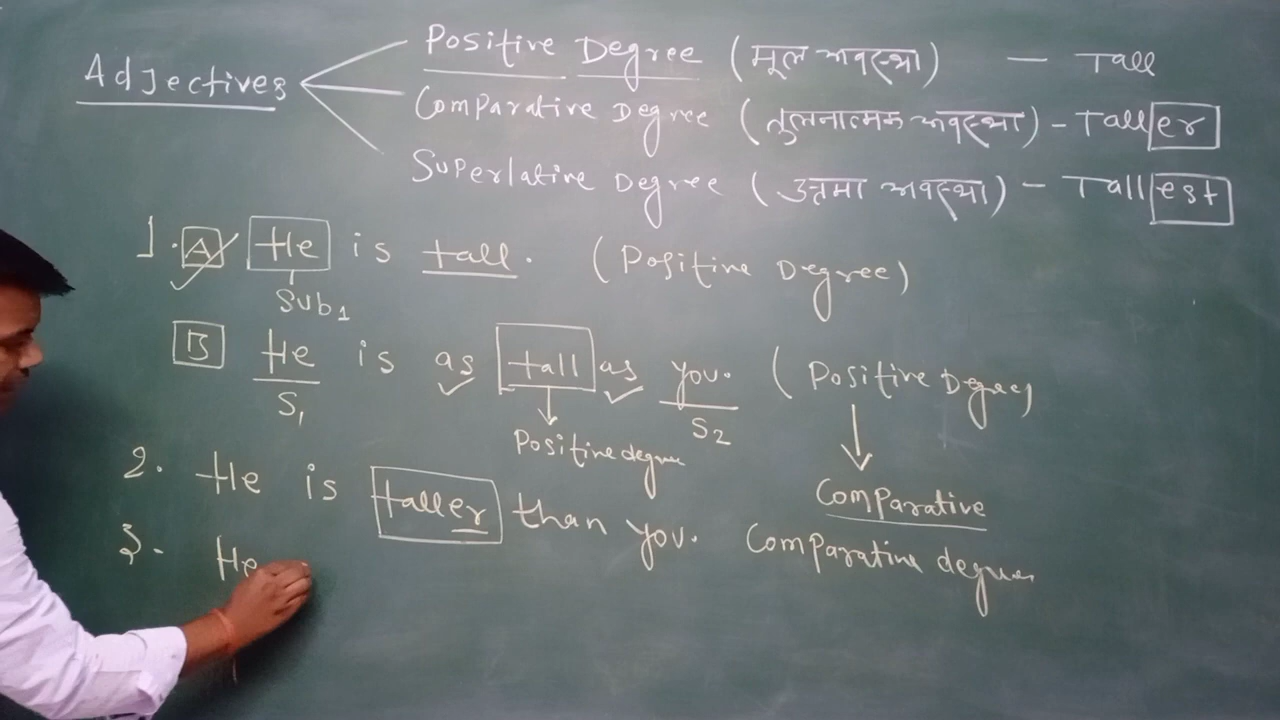 Adjectives
Positive Degree (मूल अवस्था) — Tall
Comparative Degree (तुलनात्मक अवस्था) - Taller
Superlative Degree (उत्तमा अवस्था) - Tallest
1. A He is tall. (Positive Degree)
Sub1
B He is as tall as you. (Positive Degree)
S1 S2
Positive degree
Comparative
2. He is taller than you. Comparative degree
3. He